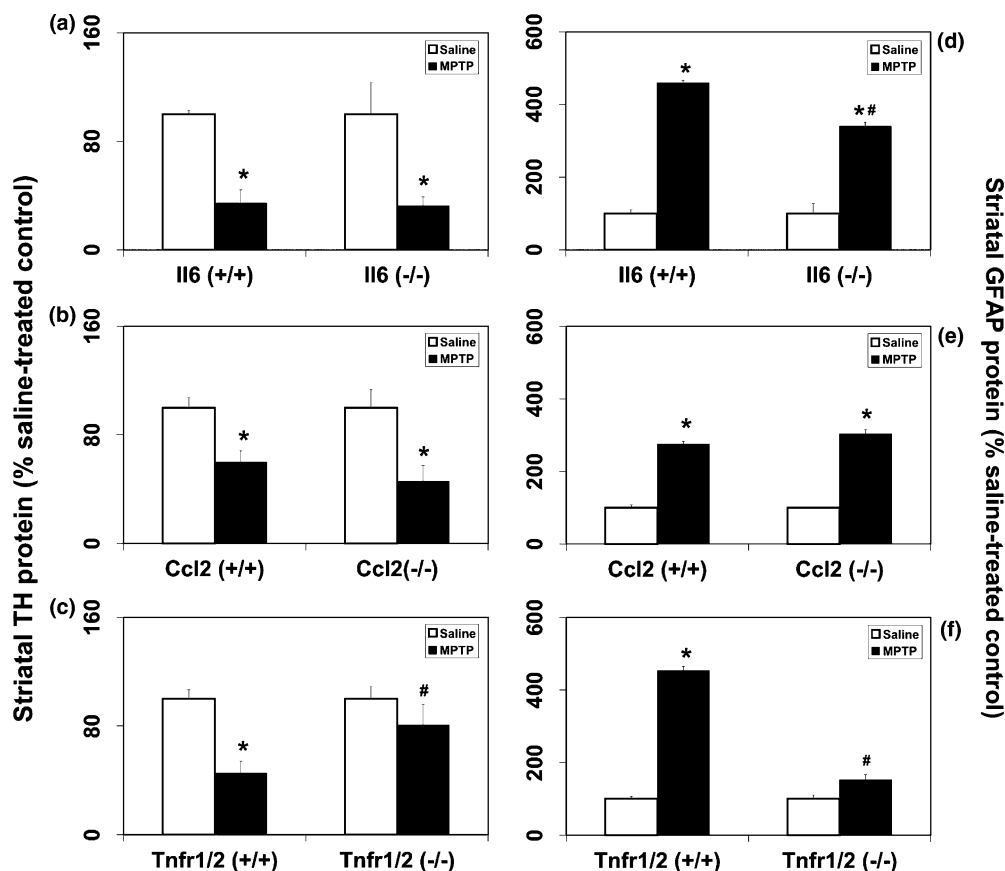 Striatal TH protein (% saline-treated control)
(a)
160
80
0
Saline
MPTP
*
*
Il6 (+/+)
Il6 (-/-)
(b)
160
80
0
Saline
MPTP
*
*
Ccl2 (+/+)
Ccl2(-/-)
(c)
160
80
0
Saline
MPTP
*
#
Tnfr1/2 (+/+)
Tnfr1/2 (-/-)
(d)
600
400
200
0
Saline
MPTP
*
*#
Il6 (+/+)
Il6 (-/-)
(e)
600
400
200
0
Saline
MPTP
*
*
Ccl2 (+/+)
Ccl2 (-/-)
(f)
600
400
200
0
Saline
MPTP
*
#
Tnfr1/2 (+/+)
Tnfr1/2 (-/-)
Striatal GFAP protein (% saline-treated control)